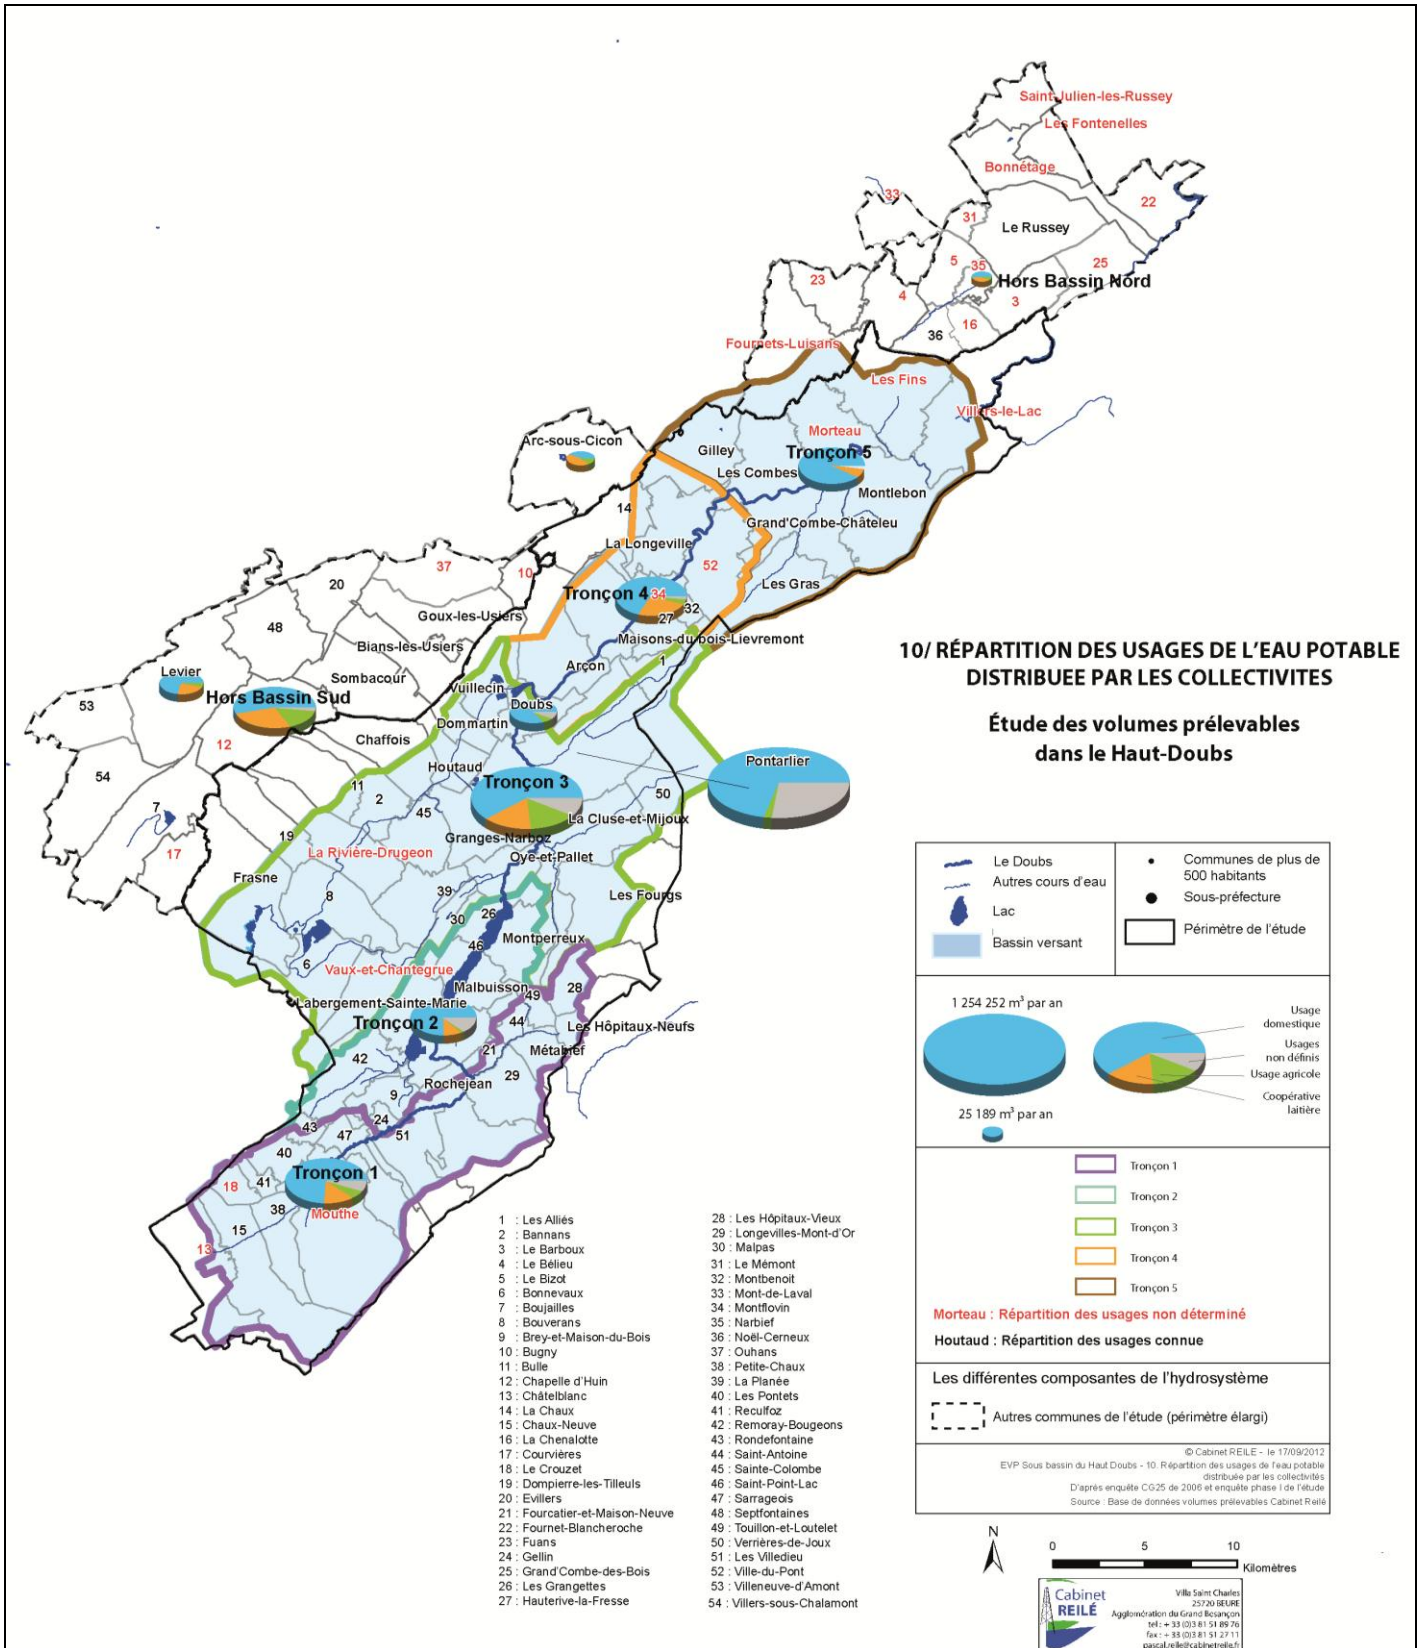 Saint-Julien-les-Russey
Les Fontenelles
Bonnétage
33
22
31
Le Russey
5
35
25
23
Hors Bassin Nord
4
3
16
36
Fournets-Luisans
Les Fins
Villers-le-Lac
Arc-sous-Cicon
Morteau
Gilley
Tronçon 5
Les Combes
Montlebon
14
Grand'Combe-Châteleu
La Longeville
37
10
52
20
Les Gras
Tronçon 4
34
32
Goux-les-Usiers
27
48
Maisons-du-bois-Lievremont
Bians-les-Usiers
1
Arçon
Levier
Sombacour
Vuillecin
Hors Bassin Sud
53
Doubs
Dommartin
12
Chaffois
Pontarlier
Houtaud
54
Tronçon 3
11
2
50
7
45
La Cluse-et-Mijoux
19
Granges-Narboz
17
La Rivière-Drugeon
Oye-et-Pallet
Frasne
39
8
Les Fourgs
30
26
Montperreux
46
6
Vaux-et-Chantegrue
Malbuisson
28
49
Labergement-Sainte-Marie
Tronçon 2
44
Les Hôpitaux-Neufs
21
Métabief
42
29
Rochejean
9
24
43
47
51
40
Tronçon 1
18
41
38
Mouthe
15
13
10/ RÉPARTITION DES USAGES DE L'EAU POTABLE
DISTRIBUEE PAR LES COLLECTIVITES
Étude des volumes prélevables
dans le Haut-Doubs
Le Doubs
Autres cours d'eau
Lac
Bassin versant
Communes de plus de
500 habitants
Sous-préfecture
Périmètre de l'étude
1 254 252 m³ par an
25 189 m³ par an
Usage
domestique
Usages
non définis
Usage agricole
Coopérative
laitière
Tronçon 1
Tronçon 2
Tronçon 3
Tronçon 4
Tronçon 5
Morteau : Répartition des usages non déterminé
Houtaud : Répartition des usages connue
Les différentes composantes de l'hydrosystème
Autres communes de l'étude (périmètre élargi)
© Cabinet REILE - le 17/09/2012
EVP Sous bassin du Haut Doubs - 10. Répartition des usages de l'eau potable
distribuée par les collectivités
D'après enquête CG25 de 2006 et enquête phase I de l'étude
Source : Base de données volumes prélevables Cabinet Reilé
1 : Les Alliés
2 : Bannans
3 : Le Barboux
4 : Le Bélieu
5 : Le Bizot
6 : Bonnevaux
7 : Boujailles
8 : Bouverans
9 : Brey-et-Maison-du-Bois
10 : Bugny
11 : Bulle
12 : Chapelle d'Huin
13 : Châtelblanc
14 : La Chaux
15 : Chaux-Neuve
16 : La Chenalotte
17 : Courvières
18 : Le Crouzet
19 : Dompierre-les-Tilleuls
20 : Evillers
21 : Fourcatier-et-Maison-Neuve
22 : Fournet-Blancheroche
23 : Fuans
24 : Gellin
25 : Grand'Combe-des-Bois
26 : Les Grangettes
27 : Hauterive-la-Fresse
28 : Les Hôpitaux-Vieux
29 : Longevilles-Mont-d'Or
30 : Malpas
31 : Le Mémont
32 : Montbenoit
33 : Mont-de-Laval
34 : Montflovin
35 : Narbief
36 : Noël-Cerneux
37 : Ouhans
38 : Petite-Chaux
39 : La Planée
40 : Les Pontets
41 : Reculfoz
42 : Remoray-Bougeons
43 : Rondefontaine
44 : Saint-Antoine
45 : Sainte-Colombe
46 : Saint-Point-Lac
47 : Sarrageois
48 : Septfontaines
49 : Touillon-et-Loutelet
50 : Verrières-de-Joux
51 : Les Villedieu
52 : Ville-du-Pont
53 : Villeneuve-d'Amont
54 : Villers-sous-Chalamont
N
0 5 10
Kilomètres
Cabinet
REILÉ
Villa Saint Charles
25720 BEURE
Agglomération du Grand Besançon
tel : + 33 (0)3 81 51 89 76
fax : + 33 (0)3 81 51 27 11
pascal.reile@cabinetreile.fr